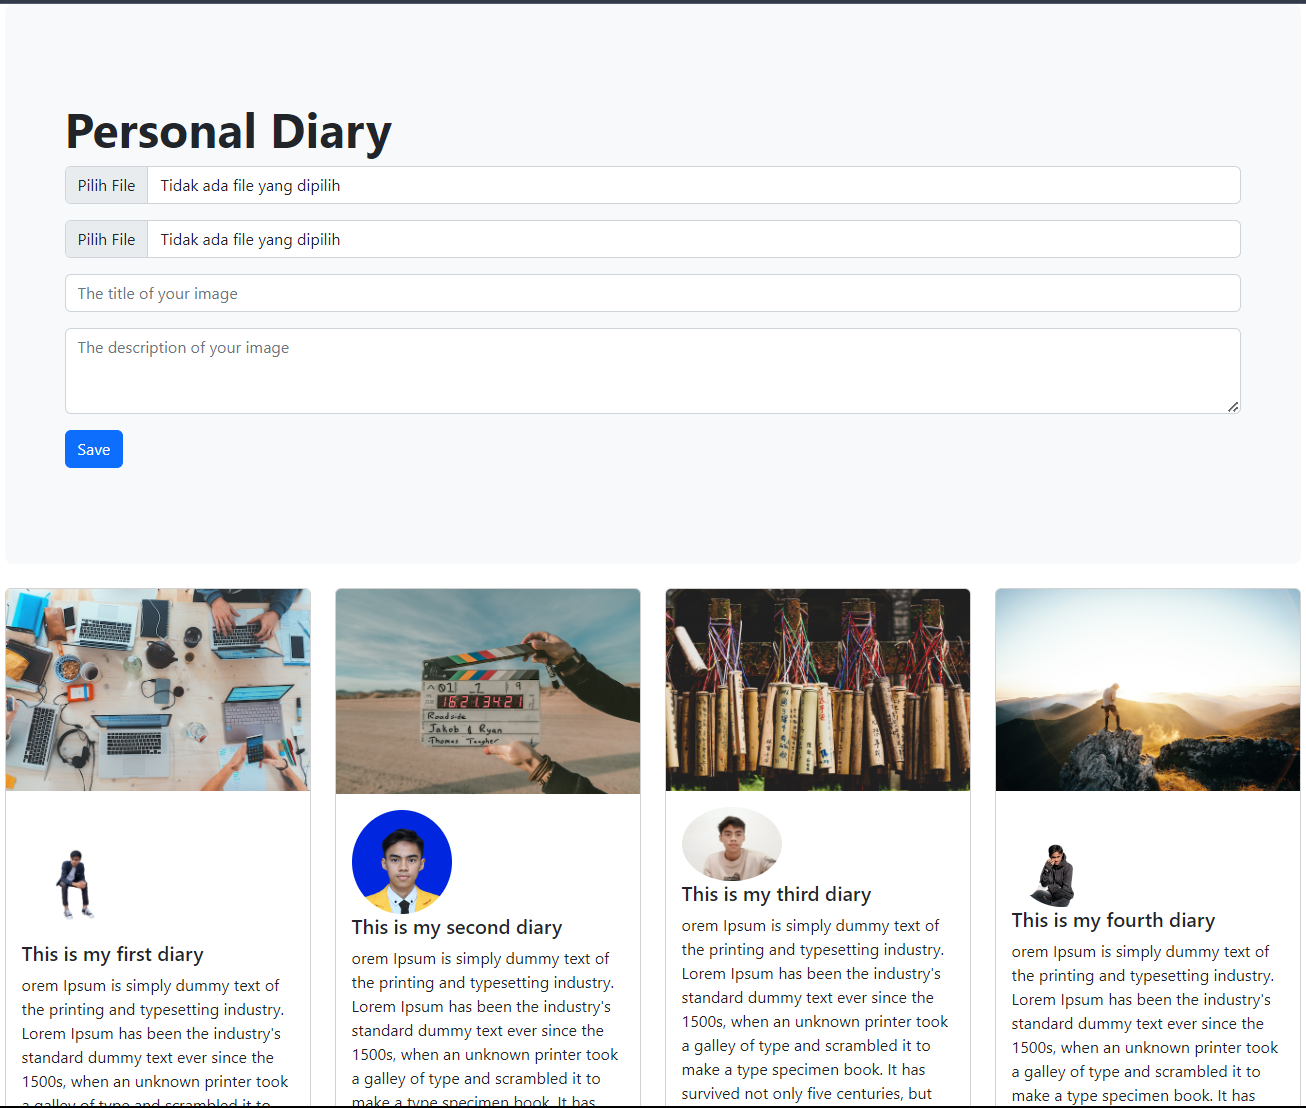 Personal Diary
Pilih File Tidak ada file yang dipilih
Pilih File Tidak ada file yang dipilih
The title of your image
The description of your image
Save
01 1 9
16:21:34:21
Roadside
Jakob & Ryan
This is my first diary
orem Ipsum is simply dummy text of
the printing and typesetting industry.
Lorem Ipsum has been the industry's
standard dummy text ever since the
1500s, when an unknown printer took
a galley of type and scrambled it to
This is my second diary
orem Ipsum is simply dummy text of
the printing and typesetting industry.
Lorem Ipsum has been the industry's
standard dummy text ever since the
1500s, when an unknown printer took
a galley of type and scrambled it to
make a type specimen book. It has
This is my third diary
orem Ipsum is simply dummy text of
the printing and typesetting industry.
Lorem Ipsum has been the industry's
standard dummy text ever since the
1500s, when an unknown printer took
a galley of type and scrambled it to
make a type specimen book. It has
survived not only five centuries, but
This is my fourth diary
orem Ipsum is simply dummy text of
the printing and typesetting industry.
Lorem Ipsum has been the industry's
standard dummy text ever since the
1500s, when an unknown printer took
a galley of type and scrambled it to
make a type specimen book. It has